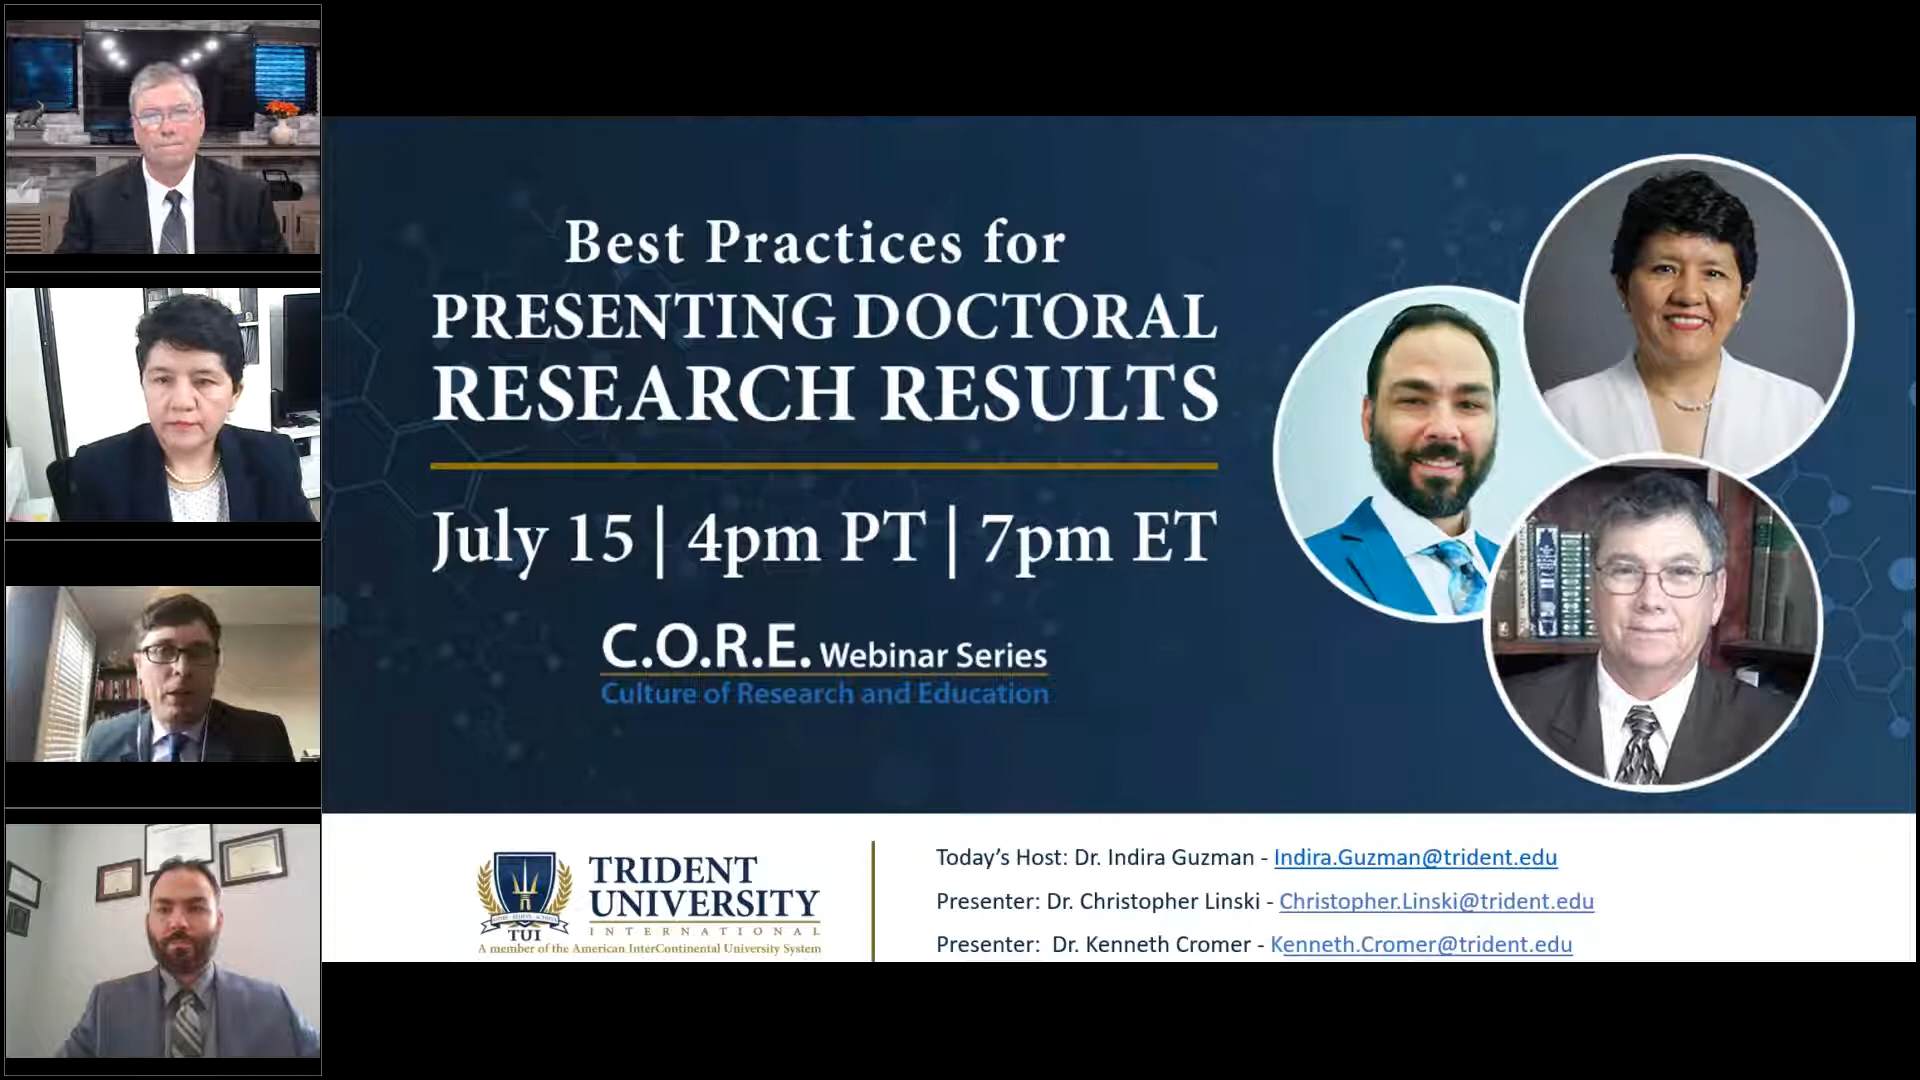 Best Practices for
PRESENTING DOCTORAL
RESEARCH RESULTS
July 15 | 4pm PT | 7pm ET
C.O.R.E. Webinar Series
Culture of Research and Education
TUI
TRIDENT
UNIVERSITY
INTERNATIONAL
A member of the American InterContinental University System
Today's Host: Dr. Indira Guzman - Indira.Guzman@trident.edu
Presenter: Dr. Christopher Linski - Christopher.Linski@trident.edu
Presenter:  Dr. Kenneth Cromer - Kenneth.Cromer@trident.edu